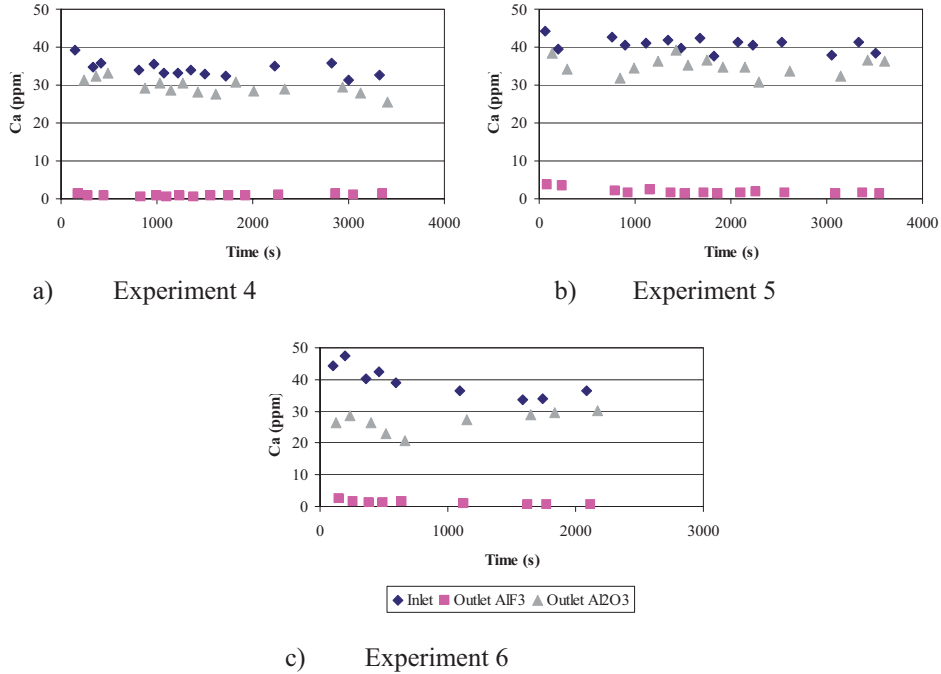 50
40
30
20
10
0
Ca (ppm)
0 1000 2000 3000 4000
Time (s)
a) Experiment 4
50
40
30
20
10
0
Ca (ppm)
0 1000 2000 3000 4000
Time (s)
b) Experiment 5
50
40
30
20
10
0
Ca (ppm)
0 1000 2000 3000
Time (s)
Inlet Outlet AlF3 Outlet Al2O3
c) Experiment 6